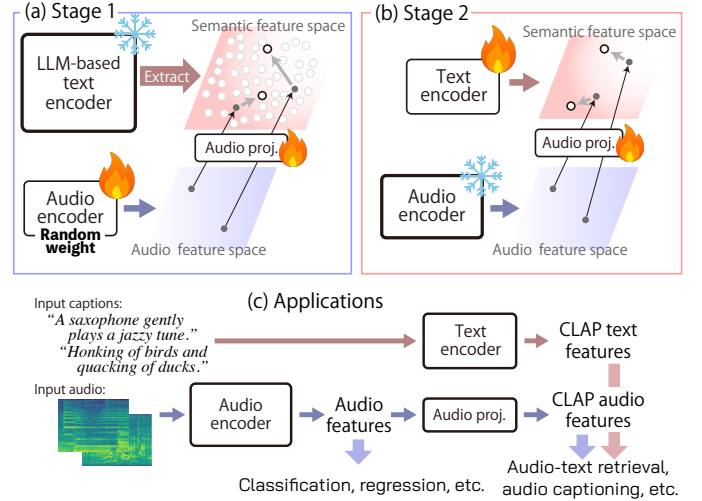 (a) Stage 1
Semantic feature space
LLM-based
text
encoder
Extract
Audio proj.
Audio
encoder
Random
weight
Audio feature space
(b) Stage 2
Semantic feature space
Text
encoder
Audio proj.
Audio
encoder
Audio feature space
(c) Applications
Input captions:
“A saxophone gently
plays a jazzy tune.”
“Honking of birds and
quacking of ducks.”
Text
encoder
CLAP text
features
Input audio:
Audio
encoder
Audio
features
Audio proj.
CLAP audio
features
Classification, regression, etc.
Audio-text retrieval,
audio captioning, etc.